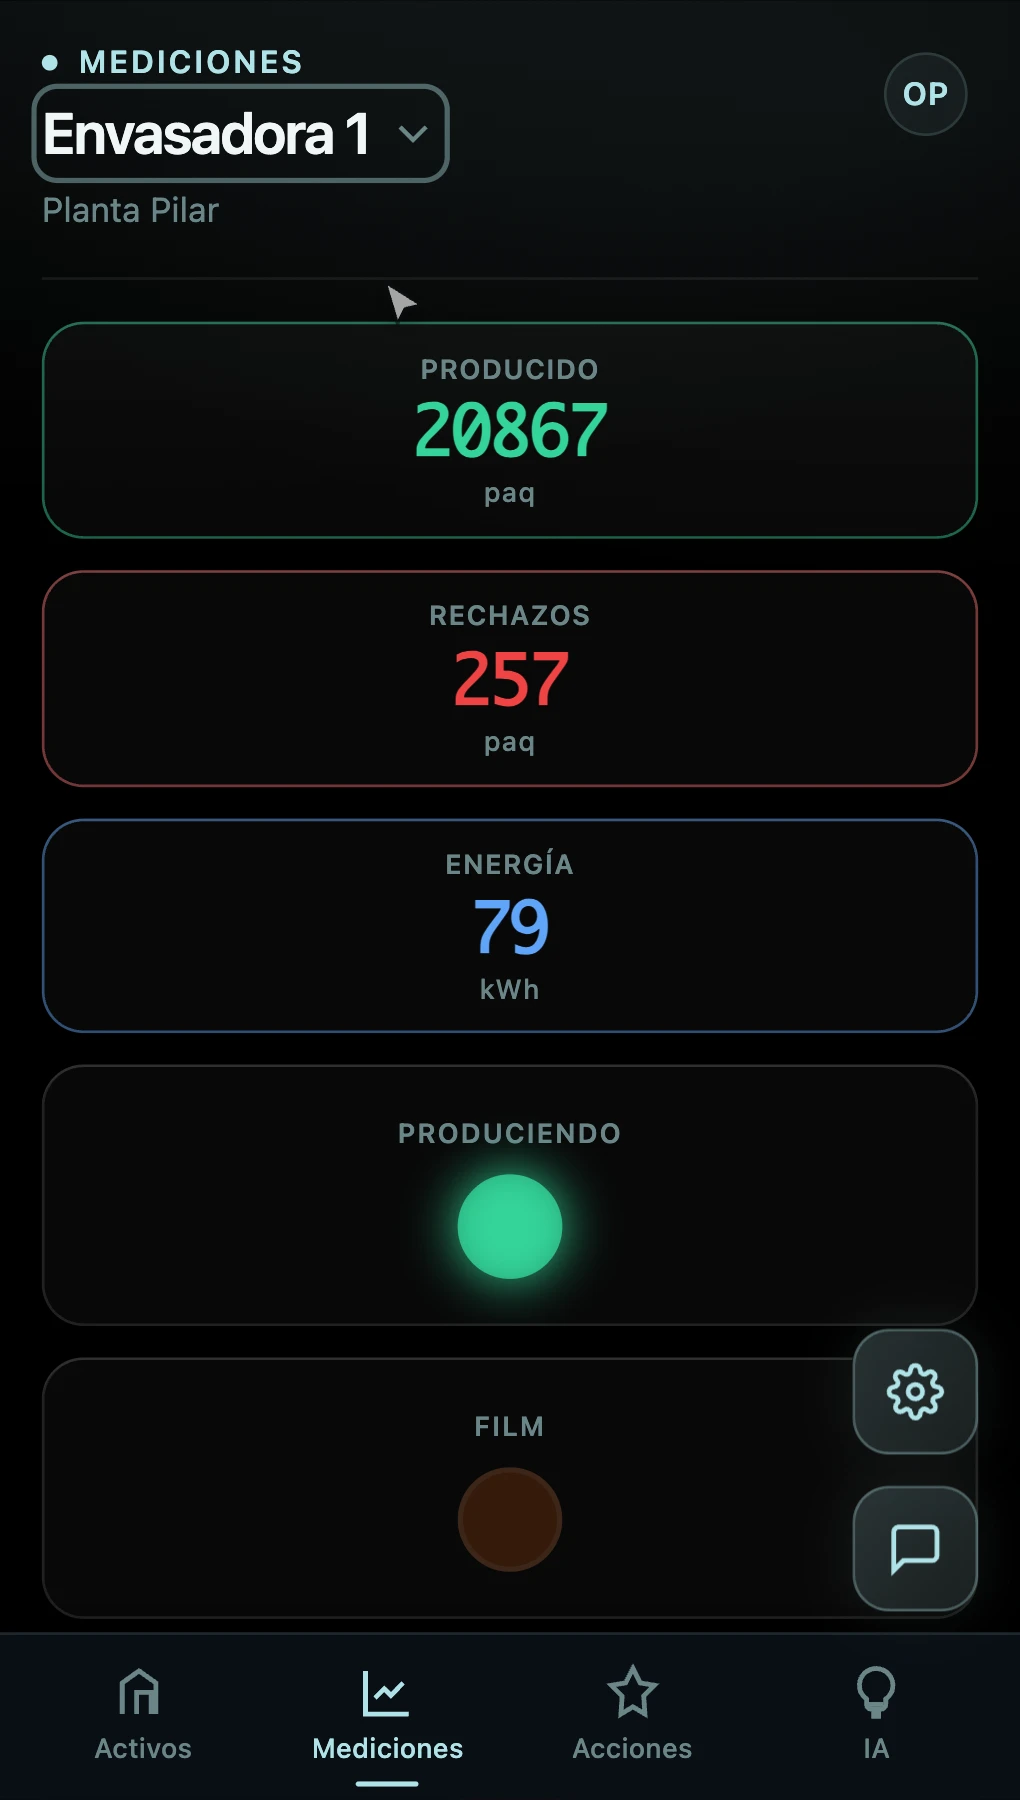 MEDICIONES
OP
Envasadora 1
Planta Pilar
PRODUCIDO
20867
paq
RECHAZOS
257
paq
ENERGÍA
79
kWh
PRODUCIENDO
FILM
Activos
Mediciones
Acciones
IA